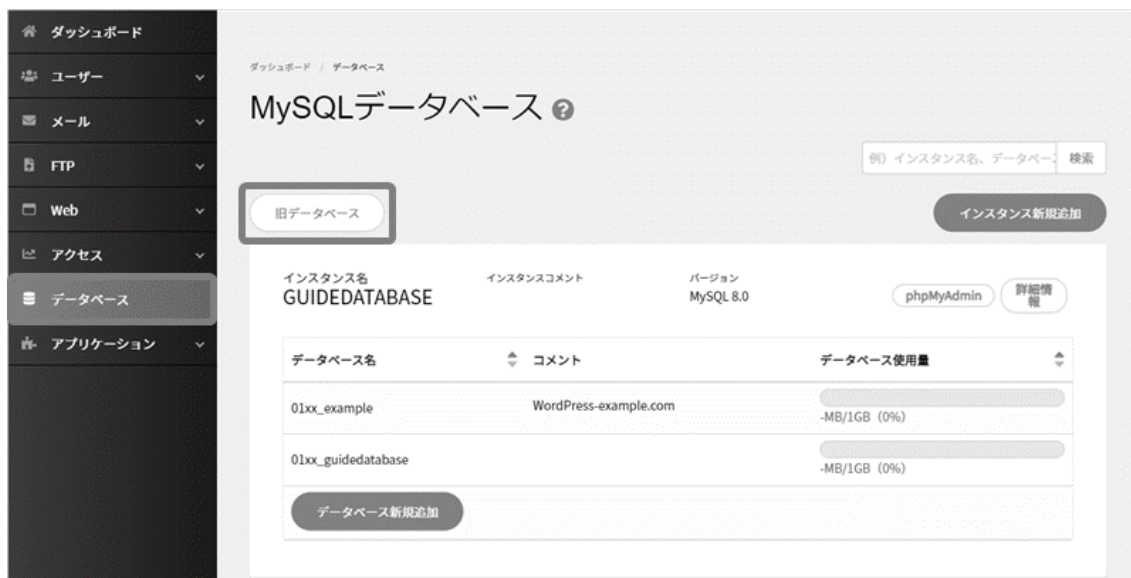 ダッシュボード
ユーザー
メール
FTP
Web
アクセス
データベース
アプリケーション
ダッシュボード / データベース
MySQLデータベース ?
例）インスタンス名、データベー 検索
旧データベース インスタンス新規追加
インスタンス名 インスタンスコメント バージョン
GUIDEDATABASE MySQL 8.0 phpMyAdmin 詳細情
報
データベース名 コメント データベース使用量
01xx_example WordPress-example.com
-MB/1GB（0%）
01xx_guidedatabase
-MB/1GB（0%）
データベース新規追加